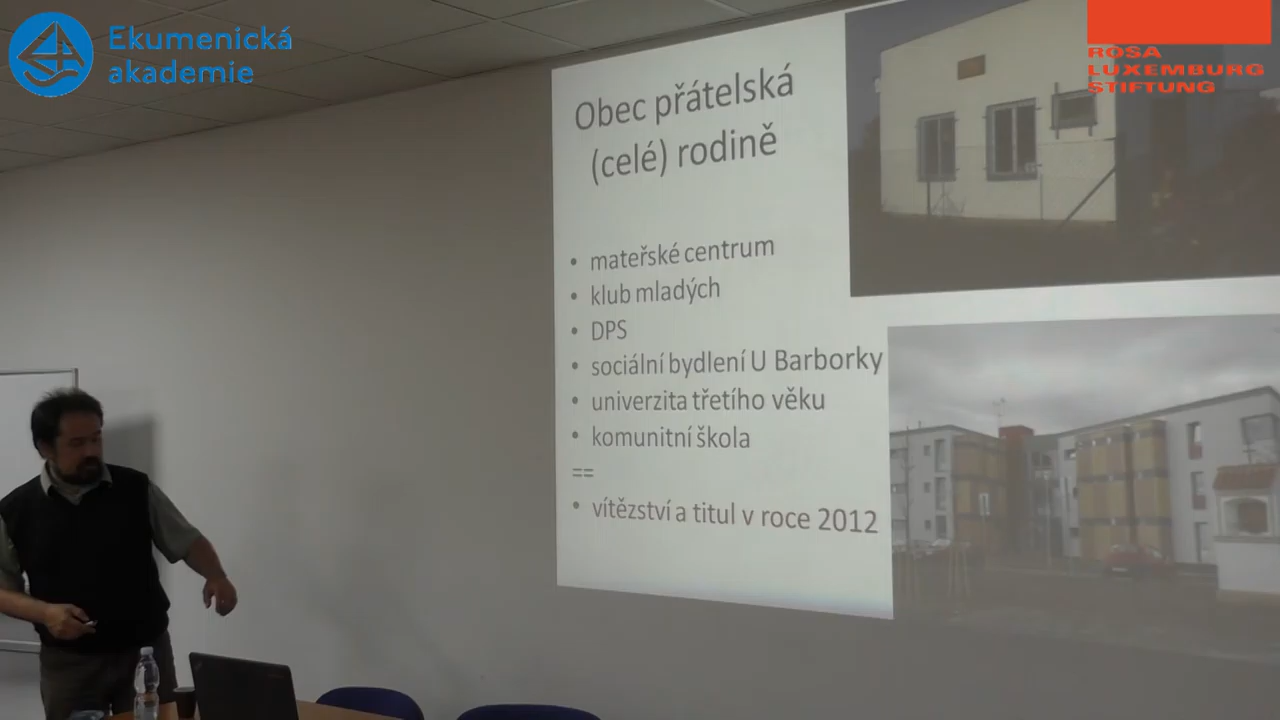 Ekumenická
akademie
ROSA
LUXEMBURG
STIFTUNG
Obec přátelská
(celé) rodině
• mateřské centrum
• klub mladých
• DPS
• sociální bydlení U Barborky
• univerzita třetího věku
• komunitní škola
==
• vítězství a titul v roce 2012